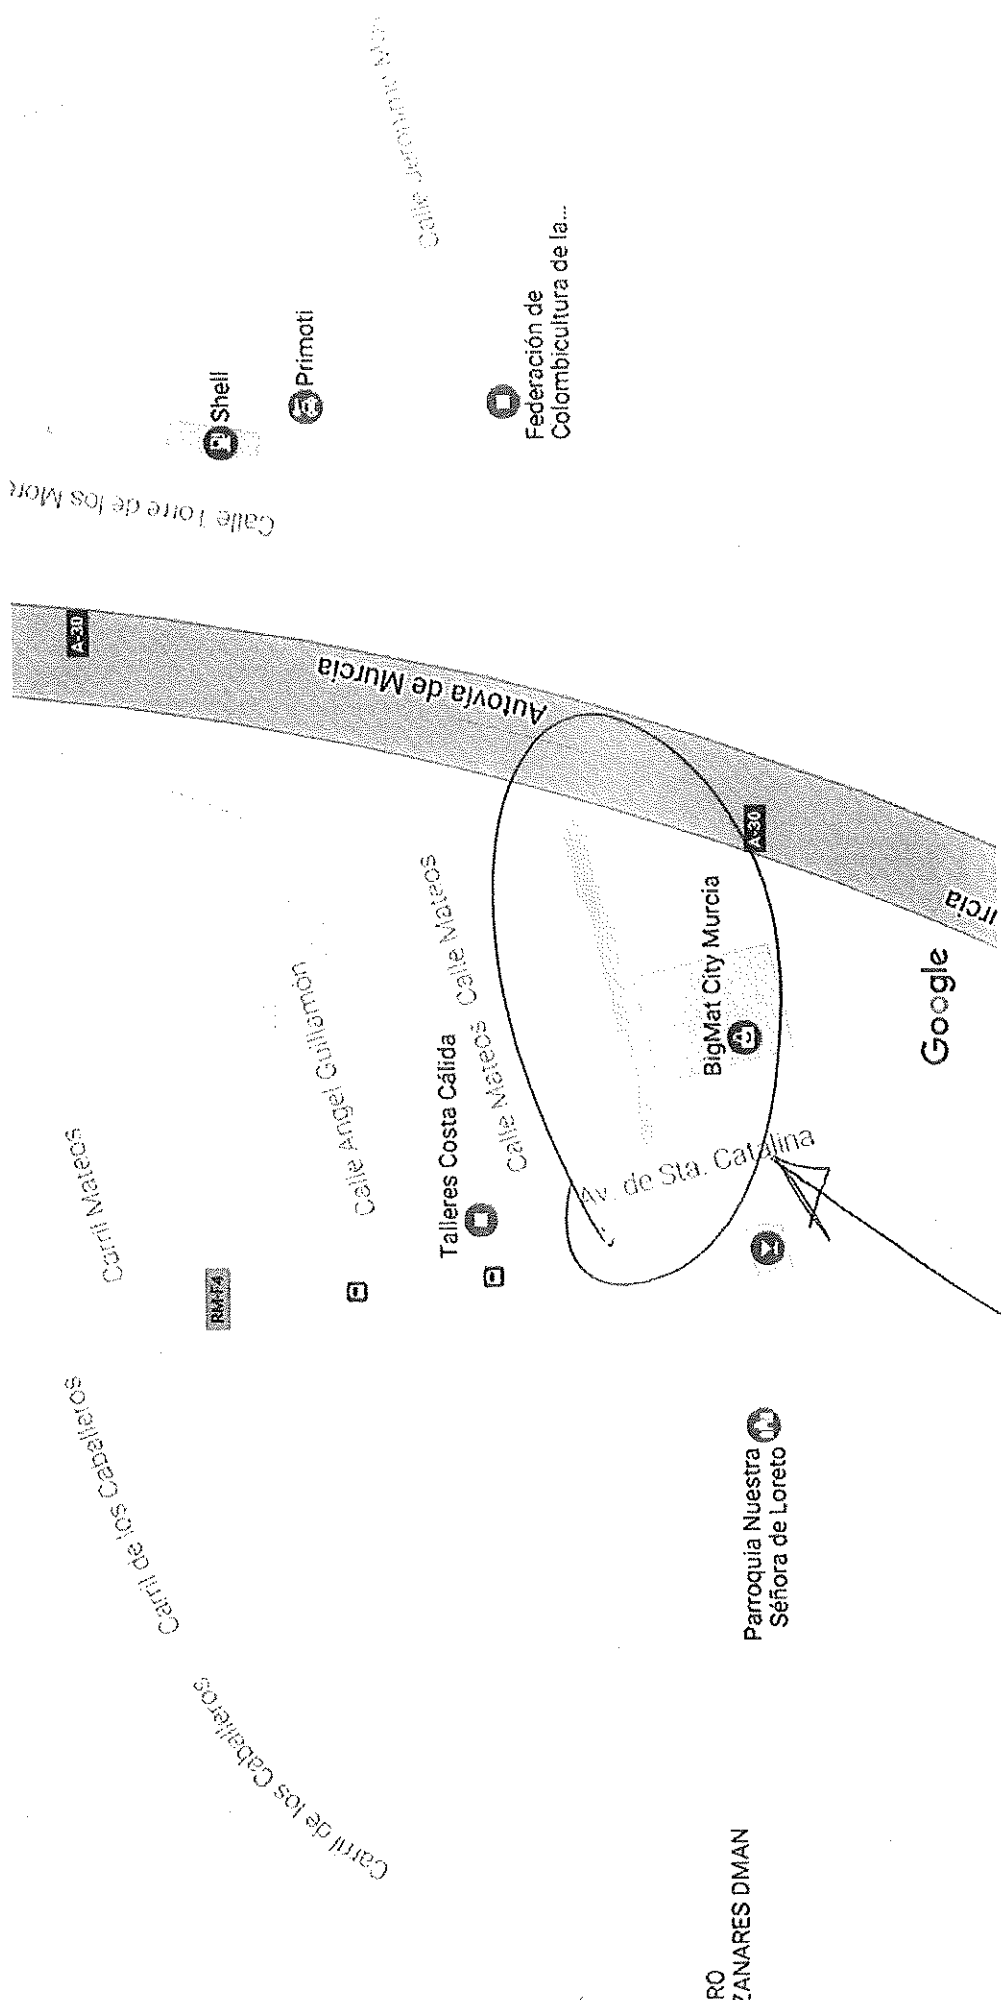 Carril Mateos
RM-F4
Carril de los Caballeros
Carril de los Caballeros
Calle Torre de los
Shell
Primoti
Federación de
Colombicultura de la...
Calle
A-30
Autovía de Murcia
Calle Angel Guillamón
Talleres Costa Cálida
Calle Mateos
Calle Mateos
Av. de Sta. Catalina
BigMat City Murcia
A-30
rcia
Parroquia Nuestra
Señora de Loreto
RO
ZANARES DMAN
Google